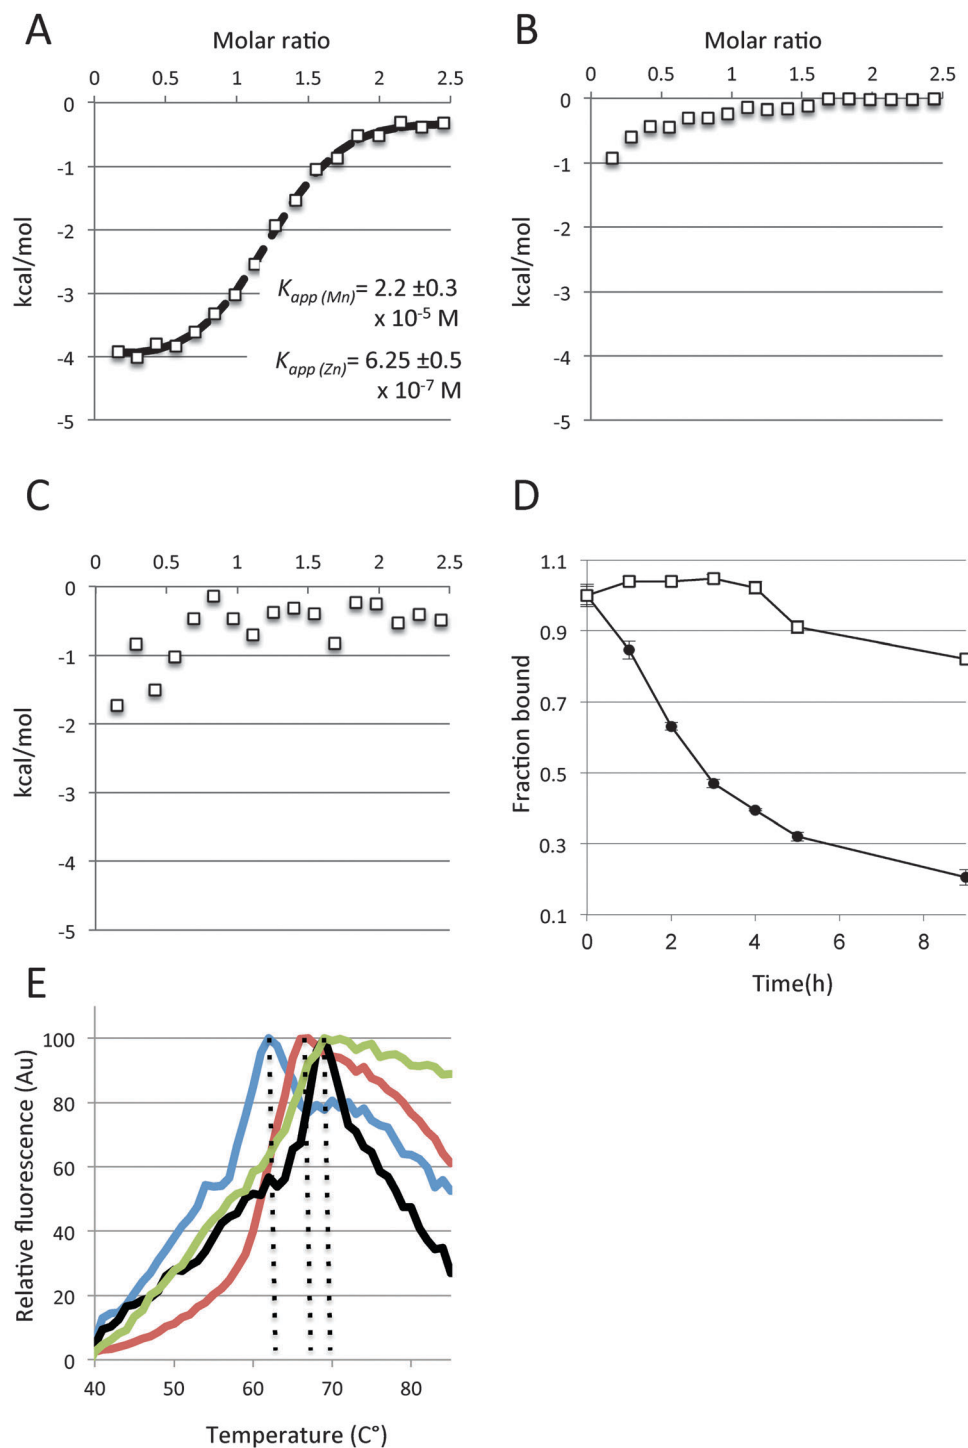 A
Molar ratio
0 0.5 1 1.5 2 2.5
0
-1
-2
-3
-4
-5
kcal/mol
K app (Mn) = 2.2 ±0.3
x 10-5 M
K app (Zn) = 6.25 ±0.5
x 10-7 M
B
Molar ratio
0 0.5 1 1.5 2 2.5
0
-1
-2
-3
-4
-5
kcal/mol
C
0 0.5 1 1.5 2 2.5
0
-1
-2
-3
-4
-5
kcal/mol
D
1.1
0.9
0.7
0.5
0.3
0.1
Fraction bound
0 2 4 6 8
Time(h)
E
100
80
60
40
20
0
Relative fluorescence (Au)
40 50 60 70 80
Temperature (C°)